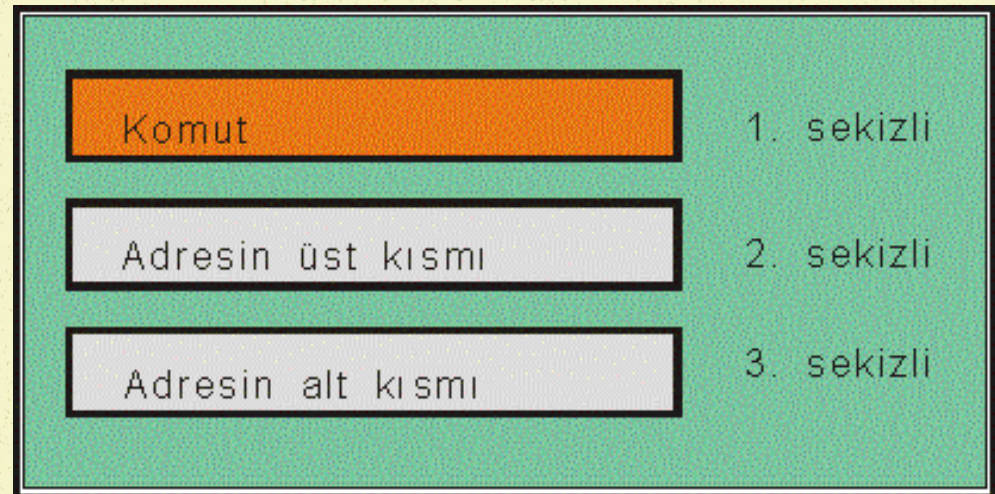 Komut 1. sekizli
Adresin üst kısmı 2. sekizli
Adresin alt kısmı 3. sekizli